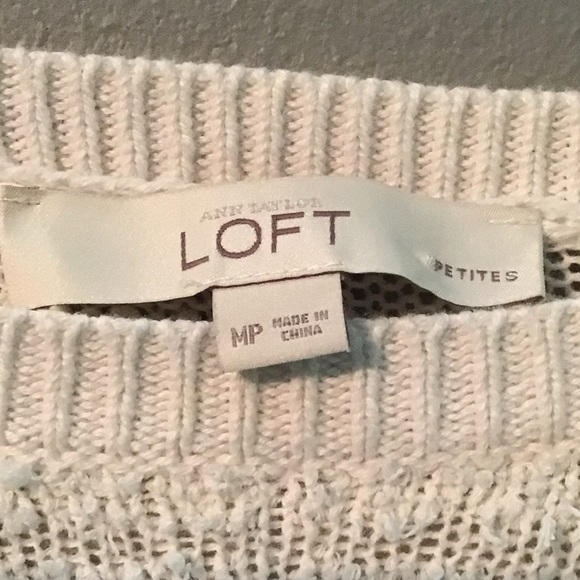 ANN TAYLOR
LOFT
PETITES
MP
MADE IN
CHINA